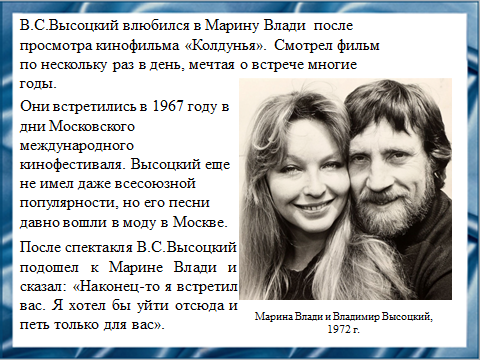 В.С.Высоцкий влюбился в Марину Влади после
просмотра кинофильма «Колдунья». Смотрел фильм
по нескольку раз в день, мечтая о встрече многие
годы.
Они встретились в 1967 году в
дни Московского
международного
кинофестиваля. Высоцкий еще
не имел даже всесоюзной
популярности, но его песни
давно вошли в моду в Москве.
После спектакля В.С.Высоцкий
подошел к Марине Влади и
сказал: «Наконец-то я встретил
вас. Я хотел бы уйти отсюда и
петь только для вас».
Марина Влади и Владимир Высоцкий,
1972 г.